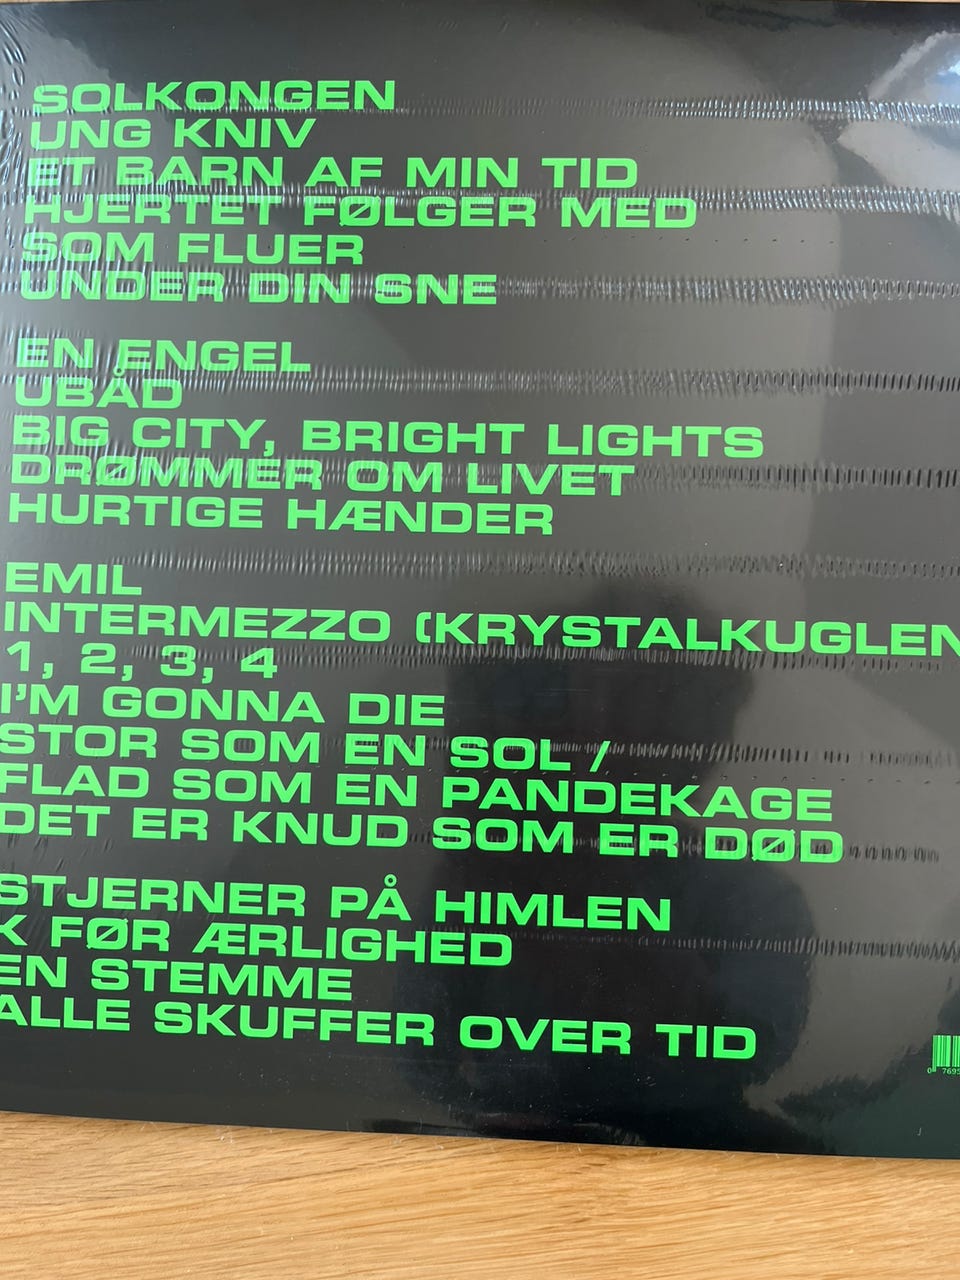 SOLKONGEN
UNG KNIV
ET BARN AF MIN TID
HJERTET FØLGER MED
SOM FLUER
UNDER DIN SNE
EN ENGEL
UBÅD
BIG CITY, BRIGHT LIGHTS
DRØMMER OM LIVET
HURTIGE HÆNDER
EMIL
INTERMEZZO (KRYSTALKUGLEN
1, 2, 3, 4
I'M GONNA DIE
STOR SOM EN SOL /
FLAD SOM EN PANDEKAGE
DET ER KNUD SOM ER DØD
STJERNER PÅ HIMLEN
K FØR ÆRLIGHED
EN STEMME
ALLE SKUFFER OVER TID
0 769